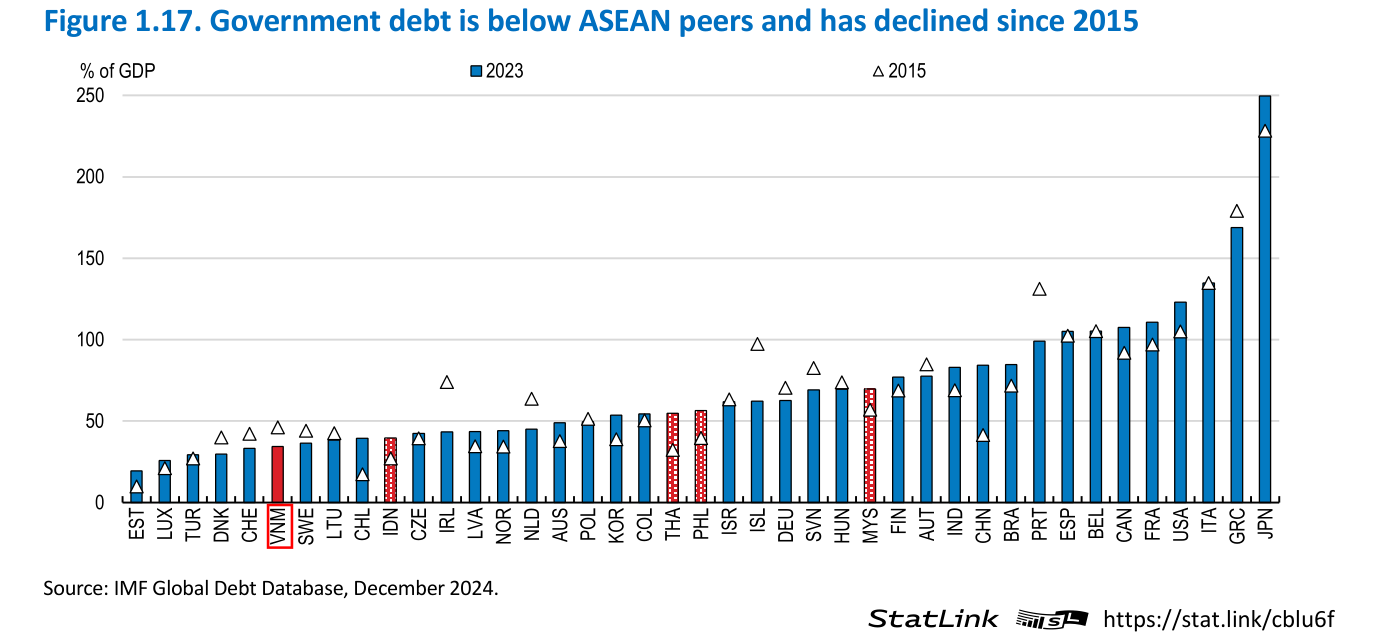 Figure 1.17. Government debt is below ASEAN peers and has declined since 2015
% of GDP
2023
2015
250
200
150
100
50
0
EST LUX TUR DNK CHE VNM SWE LTU CHL IDN CZE IRL LVA NOR NLD AUS POL KOR COL THA PHL ISR ISL DEU SVN HUN MYS FIN AUT IND CHN BRA PRT ESP BEL CAN FRA USA ITA GRC JPN
Source: IMF Global Debt Database, December 2024.
StatLink SL https://stat.link/cblu6f